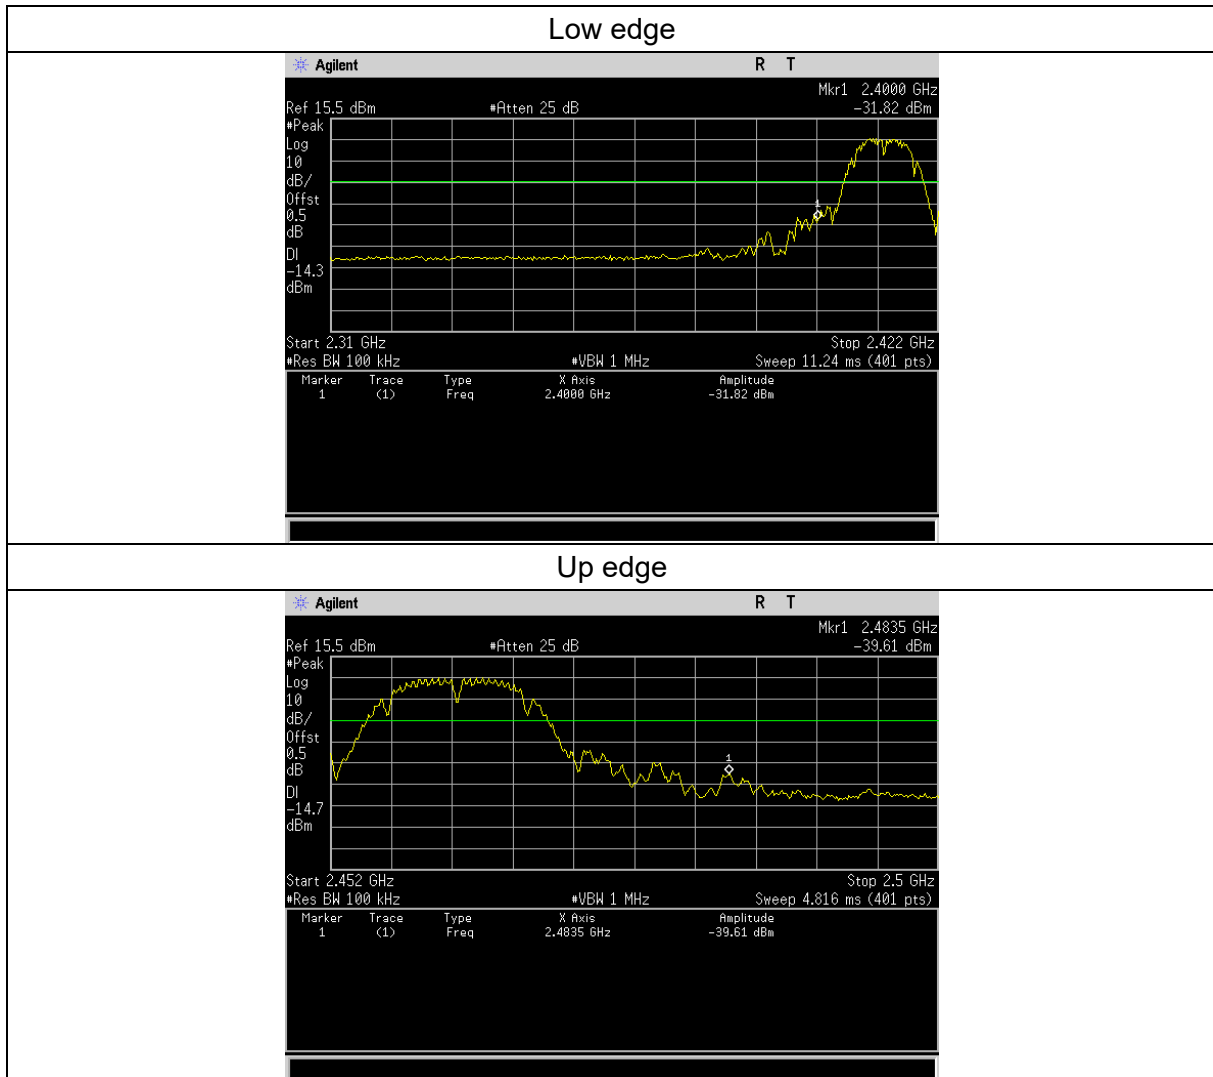 Low edge
Agilent R T
Mkr1 2.4000 GHz
Ref 15.5 dBm #Atten 25 dB -31.82 dBm
#Peak
Log
10
dB/
Offst
0.5
dB
DI
-14.3
dBm
1
Start 2.31 GHz Stop 2.422 GHz
#Res BW 100 kHz #VBW 1 MHz Sweep 11.24 ms (401 pts)
Marker Trace Type X Axis Amplitude
1 (1) Freq 2.4000 GHz -31.82 dBm
Up edge
Agilent R T
Mkr1 2.4835 GHz
Ref 15.5 dBm #Atten 25 dB -39.61 dBm
#Peak
Log
10
dB/
Offst
0.5
dB
DI
-14.7
dBm
1
Start 2.452 GHz Stop 2.5 GHz
#Res BW 100 kHz #VBW 1 MHz Sweep 4.816 ms (401 pts)
Marker Trace Type X Axis Amplitude
1 (1) Freq 2.4835 GHz -39.61 dBm